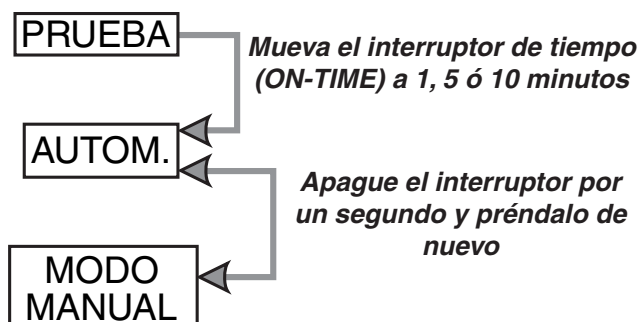 PRUEBA
Mueva el interruptor de tiempo
(ON-TIME) a 1, 5 ó 10 minutos
AUTOM.
Apague el interruptor por
un segundo y préndalo de
nuevo
MODO
MANUAL